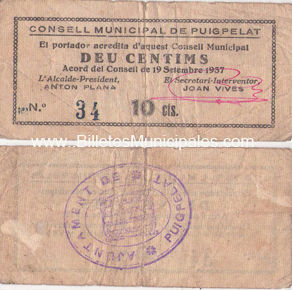 CONSELL MUNICIPAL DE PUIGPELAT
El portador acredita d'aquest Consell Municipal
DEU CENTIMS
Acord del Consell de 19 Setembre 1937
L'Alcalde-President,
El Secretari-Interventor,
ANTON PLANA
JOAN VIVES
N.º 34
10 cts.
www.BilletesMunicipales.com
AJUNTAMENT DE PUIGPELAT